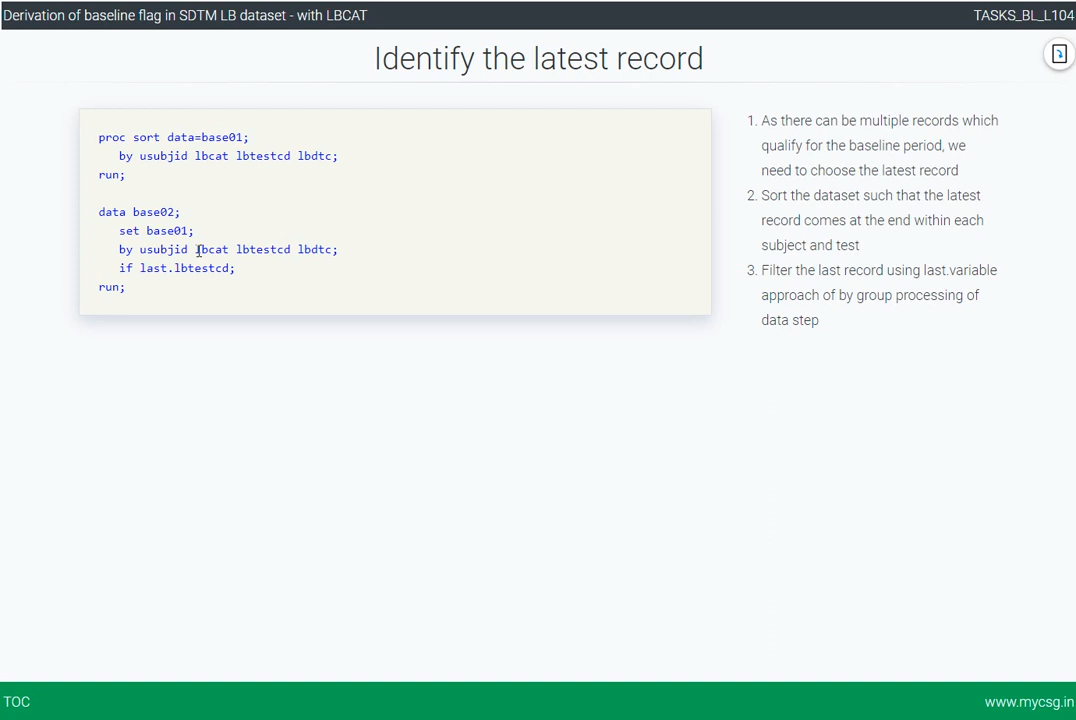 Derivation of baseline flag in SDTM LB dataset - with LBCAT
TASKS_BL_L104
Identify the latest record
proc sort data=base01;
by usubjid lbcat lbtestcd lbdtc;
run;
data base02;
set base01;
by usubjid lbcat lbtestcd lbdtc;
if last.lbtestcd;
run;
1. As there can be multiple records which
qualify for the baseline period, we
need to choose the latest record
2. Sort the dataset such that the latest
record comes at the end within each
subject and test
3. Filter the last record using last.variable
approach of by group processing of
data step
TOC
www.mycsg.in